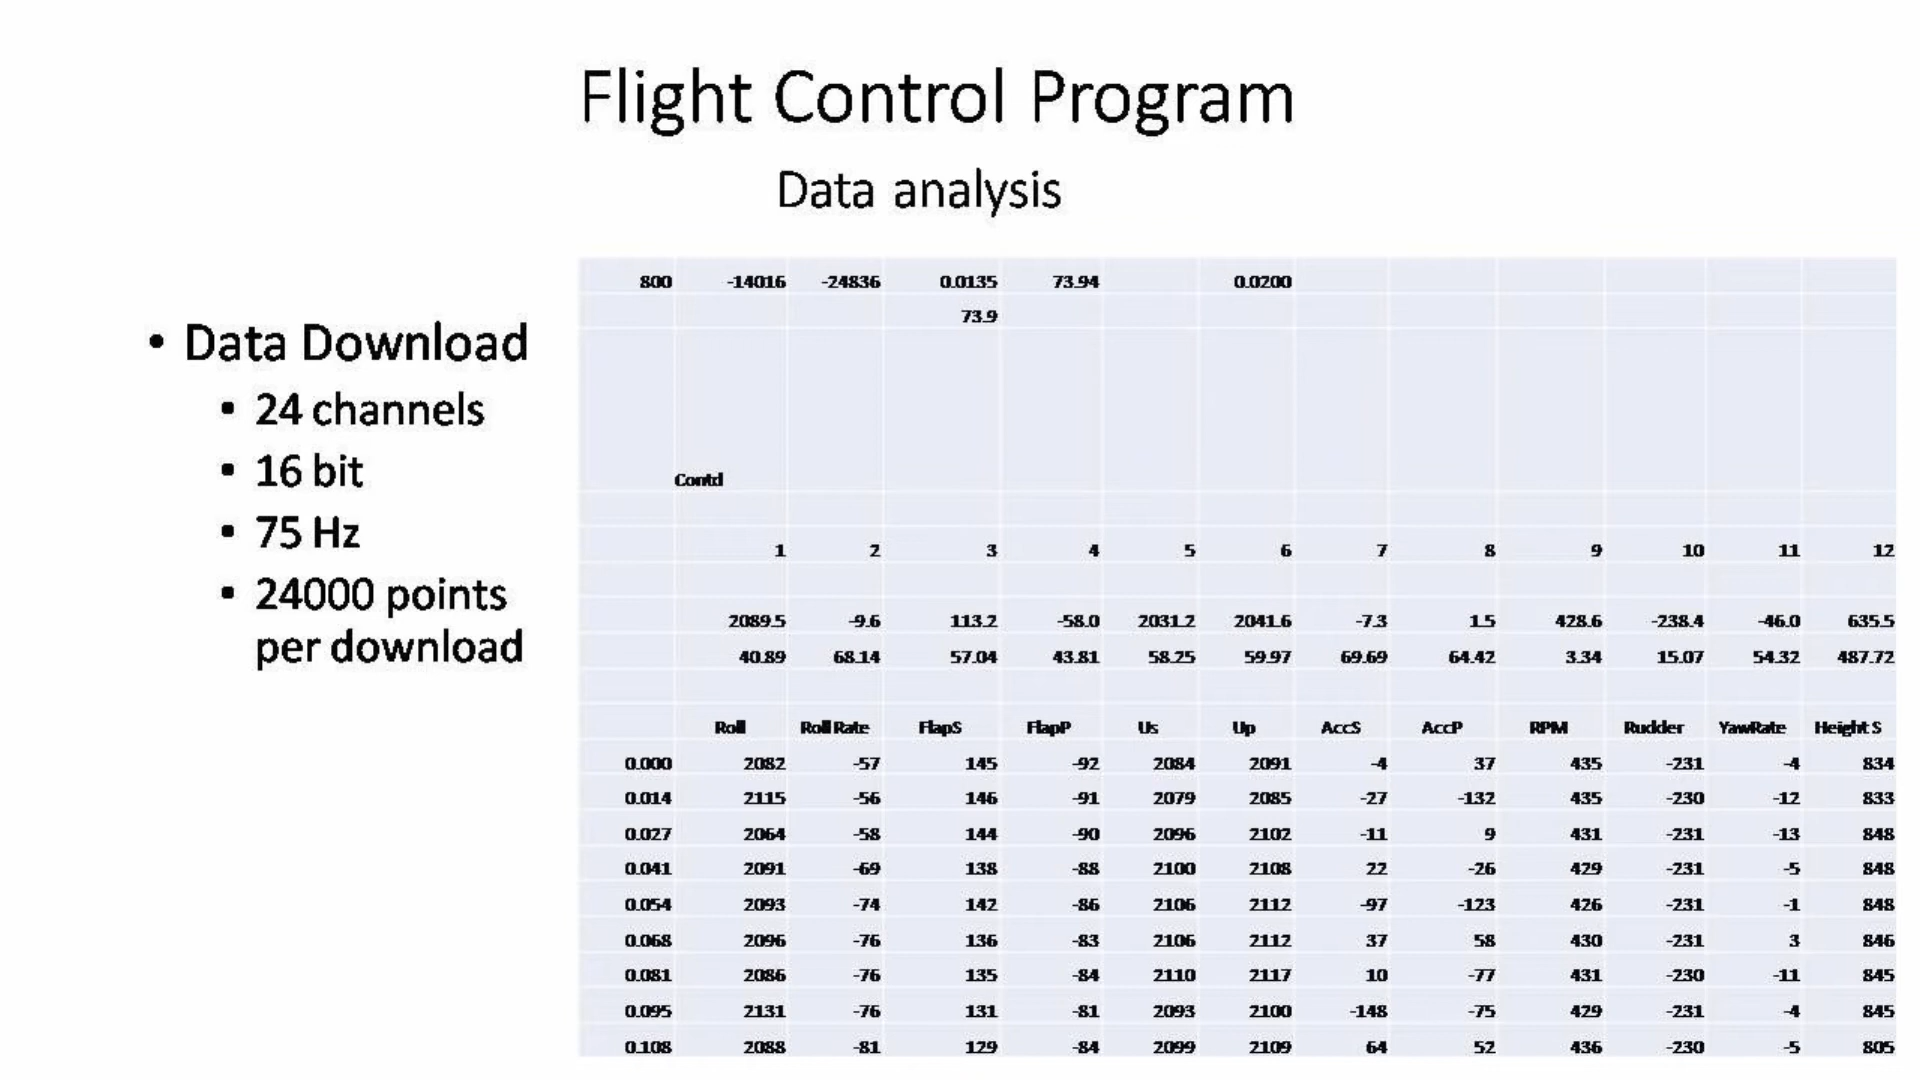 Flight Control Program
Data analysis
• Data Download
▪ 24 channels
▪ 16 bit
▪ 75 Hz
▪ 24000 points
per download
800 -14016 -24836 0.0135 73.94 0.0200
73.9
Contd
1 2 3 4 5 6 7 8 9 10 11 12
2089.5 -9.6 113.2 -58.0 2031.2 2041.6 -7.3 1.5 428.6 -238.4 -46.0 635.5
40.89 68.14 57.04 43.81 58.25 59.97 69.69 64.42 3.34 15.07 54.32 487.72
Roll Roll Rate FlapS FlapP Us Up AccS AccP RPM Rudder YawRate Height S
0.000 2082 -57 145 -92 2084 2091 -4 37 435 -231 -4 834
0.014 2115 -56 146 -91 2079 2085 -27 -132 435 -230 -12 833
0.027 2064 -58 144 -90 2096 2102 -11 9 431 -231 -13 848
0.041 2091 -69 138 -88 2100 2108 22 -26 429 -231 -5 848
0.054 2093 -74 142 -86 2106 2112 -97 -123 426 -231 -1 848
0.068 2096 -76 136 -83 2106 2112 37 58 430 -231 3 846
0.081 2086 -76 135 -84 2110 2117 10 -77 431 -230 -11 845
0.095 2131 -76 131 -81 2093 2100 -148 -75 429 -231 -4 845
0.108 2088 -81 129 -84 2099 2109 64 52 436 -230 -5 805